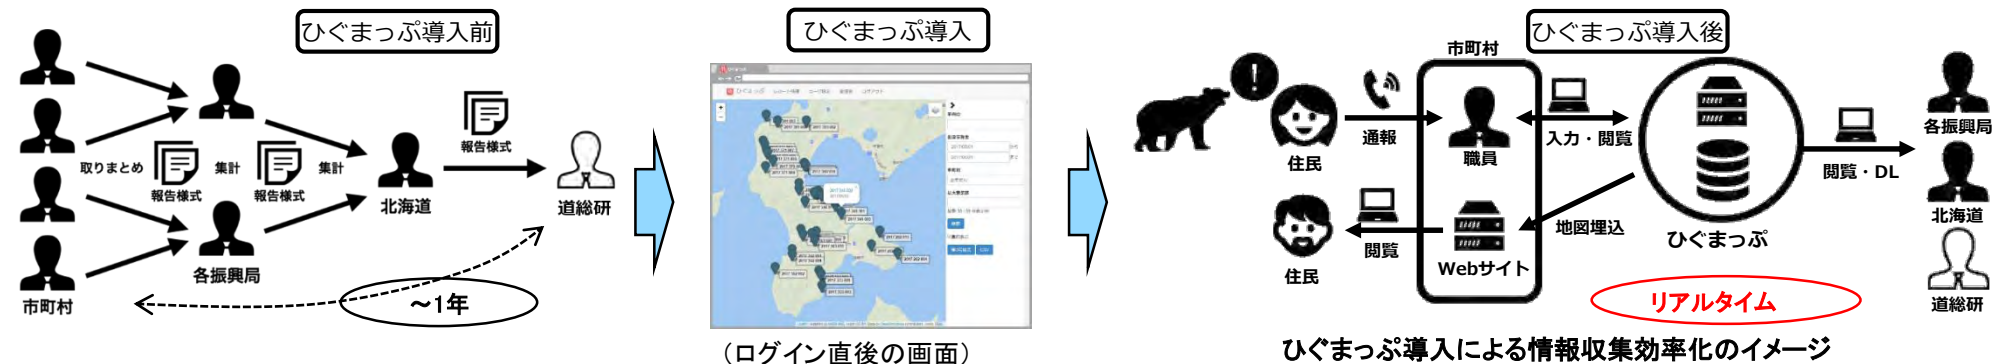 ひぐまっぷ導入前
取りまとめ
報告様式
集計
報告様式
集計
報告様式
市町村
各振興局
北海道
道総研
～1年
ひぐまっぷ導入
ひぐまっぷ
(ログイン直後の画面)
ひぐまっぷ導入後
市町村
!
住民
通報
職員
入力・閲覧
ひぐまっぷ
閲覧・DL
各振興局
北海道
道総研
地図埋込
Webサイト
閲覧
住民
リアルタイム
ひぐまっぷ導入による情報収集効率化のイメージ